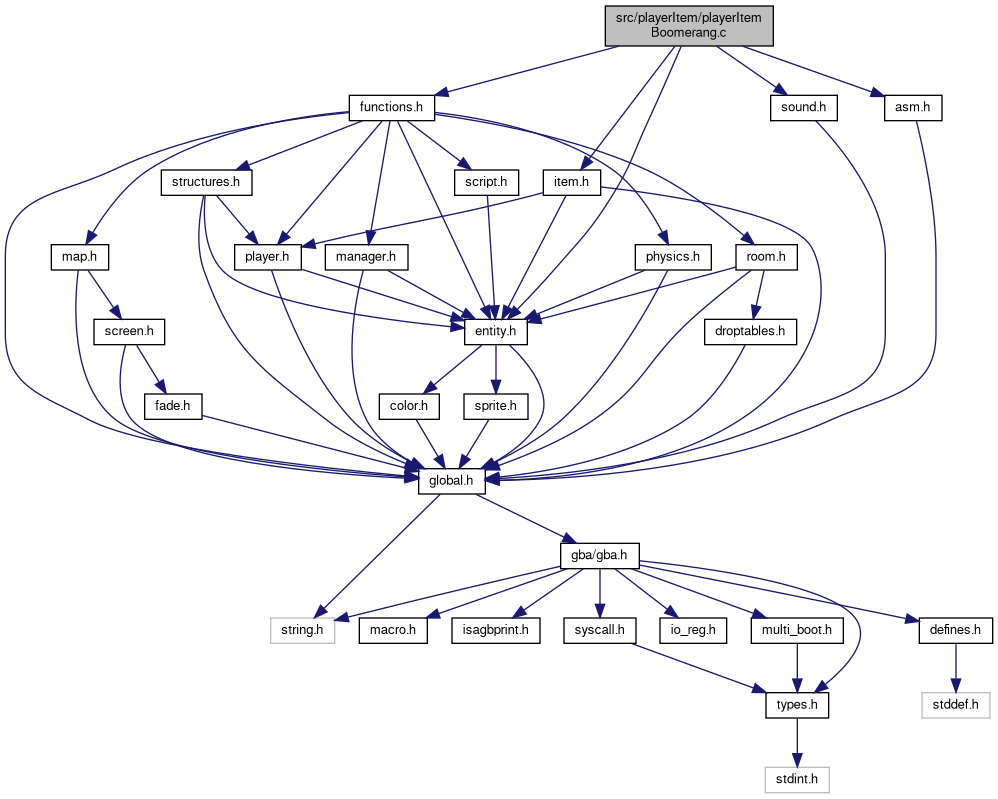 src/playerItem/playerItem
Boomerang.c
functions.h
sound.h
asm.h
structures.h
script.h
item.h
map.h
player.h
manager.h
physics.h
room.h
screen.h
entity.h
droptables.h
fade.h
color.h
sprite.h
global.h
gba/gba.h
string.h
macro.h
isagbprint.h
syscall.h
io_reg.h
multi_boot.h
defines.h
types.h
stddef.h
stdint.h